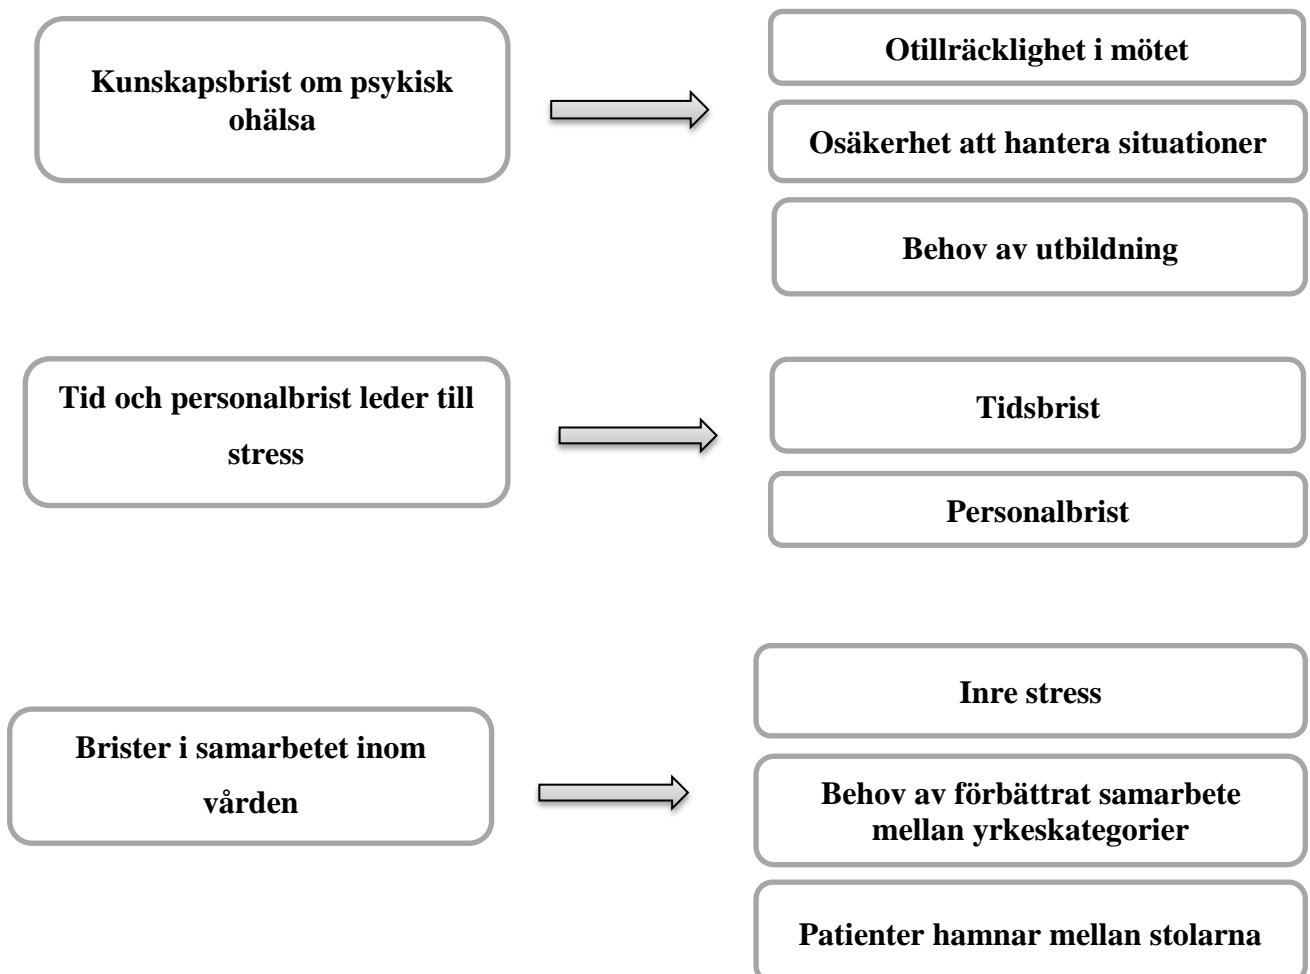 Kunskapsbrist om psykisk
ohälsa
Otillräcklighet i mötet
Osäkerhet att hantera situationer
Behov av utbildning
Tid och personalbrist leder till
stress
Tidsbrist
Personalbrist
Brister i samarbetet inom
vården
Inre stress
Behov av förbättrat samarbete
mellan yrkeskategorier
Patienter hamnar mellan stolarna